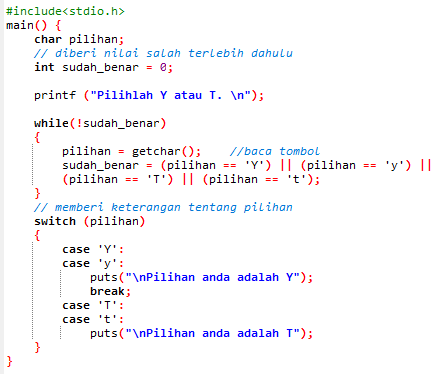 #include<stdio.h>
main() {
    char pilihan;
    // diberi nilai salah terlebih dahulu
    int sudah_benar = 0;

    printf ("Pilihlah Y atau T. \n");

    while(!sudah_benar)
    {
        pilihan = getchar();    //baca tombol
        sudah_benar = (pilihan == 'Y') || (pilihan == 'y') ||
        (pilihan == 'T') || (pilihan == 't');
    }
    // memberi keterangan tentang pilihan
    switch (pilihan)
    {
        case 'Y':
        case 'y':
            puts("\nPilihan anda adalah Y");
            break;
        case 'T':
        case 't':
            puts("\nPilihan anda adalah T");
    }
}